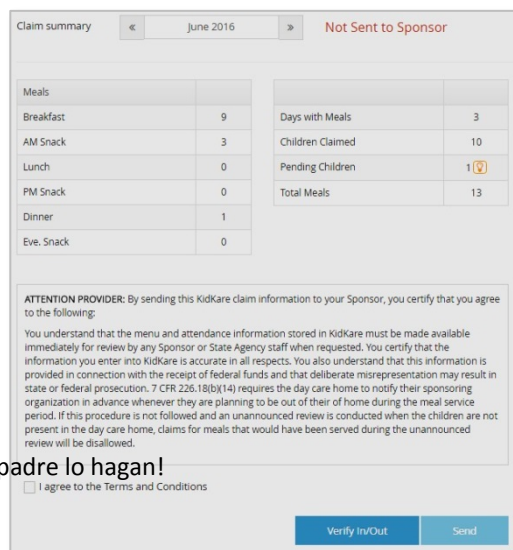 Claim summary « June 2016 » Not Sent to Sponsor
Meals
Breakfast 9 Days with Meals 3
AM Snack 3 Children Claimed 10
Lunch 0 Pending Children 1
PM Snack 0 Total Meals 13
Dinner 1
Eve. Snack 0
ATTENTION PROVIDER: By sending this KidKare claim information to your Sponsor, you certify that you agree
to the following:
You understand that the menu and attendance information stored in KidKare must be made available
immediately for review by any Sponsor or State Agency staff when requested. You certify that the
information you enter into KidKare is accurate in all respects. You also understand that this information is
provided in connection with the receipt of federal funds and that deliberate misrepresentation may result in
state or federal prosecution. 7 CFR 226.18(b)(14) requires the day care home to notify their sponsoring
organization in advance whenever they are planning to be out of their of home during the meal service
period. If this procedure is not followed and an unannounced review is conducted when the children are not
present in the day care home, claims for meals that would have been served during the unannounced
review will be disallowed.
padre lo hagan!
I agree to the Terms and Conditions
Verify In/Out Send